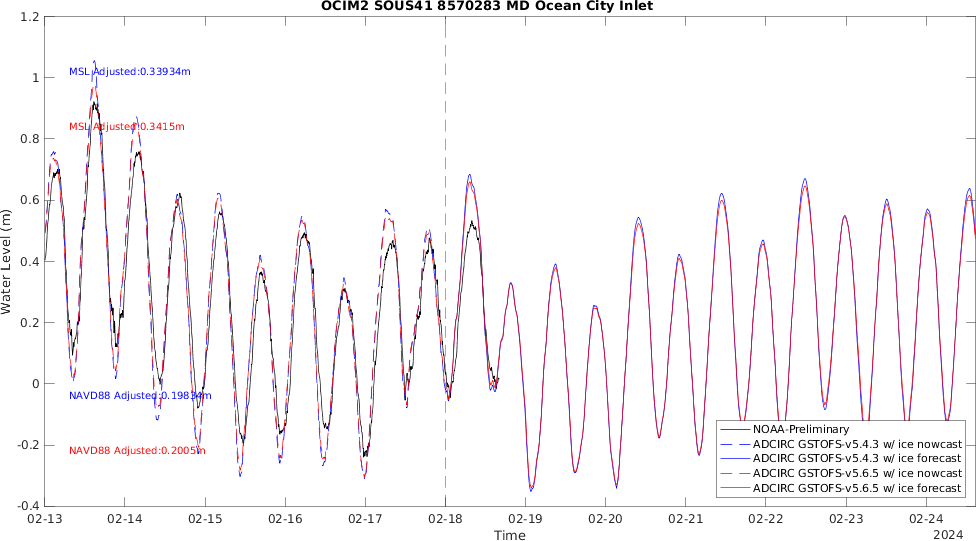 OCIM2 SOUS41 8570283 MD Ocean City Inlet
Water Level (m)
1.2
1
0.8
0.6
0.4
0.2
0
-0.2
-0.4
MSL Adjusted:0.33934m
MSL Adjusted:0.3415m
NAVD88 Adjusted:0.19834m
NAVD88 Adjusted:0.2005m
NOAA-Preliminary
ADCIRC GSTOFS-v5.4.3 w/ ice nowcast
ADCIRC GSTOFS-v5.4.3 w/ ice forecast
ADCIRC GSTOFS-v5.6.5 w/ ice nowcast
ADCIRC GSTOFS-v5.6.5 w/ ice forecast
02-13 02-14 02-15 02-16 02-17 02-18 02-19 02-20 02-21 02-22 02-23 02-24
Time
2024